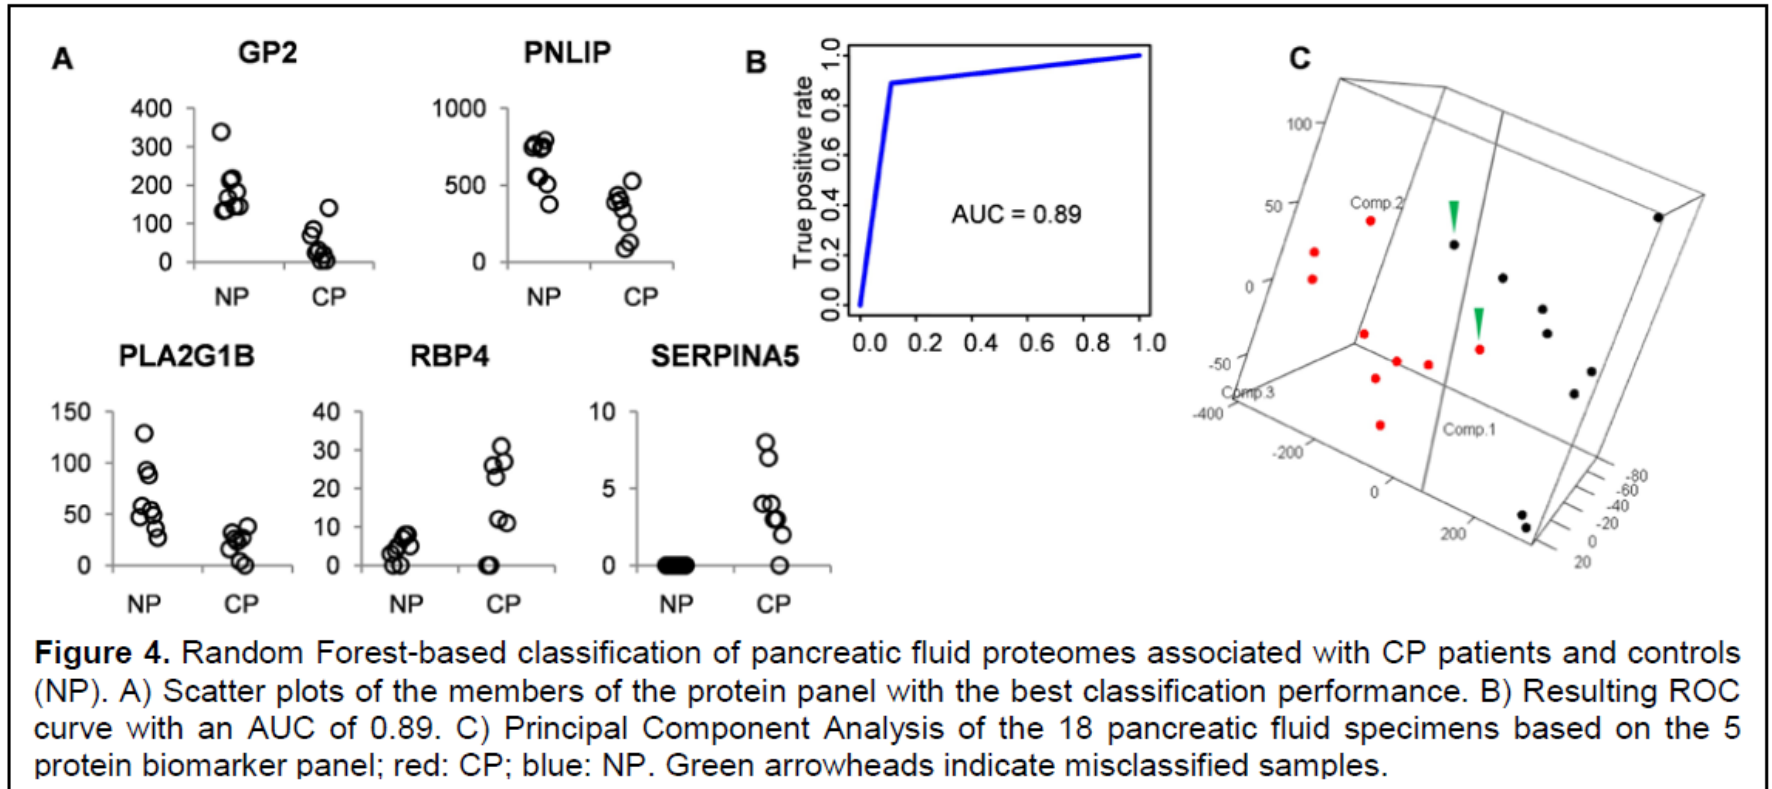 A
GP2
400
300
200
100
0
NP CP
PNLIP
1000
500
0
NP CP
PLA2G1B
150
100
50
0
NP CP
RBP4
40
30
20
10
0
NP CP
SERPINA5
10
5
0
NP CP
B
True positive rate
0.0 0.2 0.4 0.6 0.8 1.0
AUC = 0.89
0.0 0.2 0.4 0.6 0.8 1.0
C
100
50
0
-50
Comp.2
Comp.3
-400
-200
0
200
Comp.1
-80
-60
-40
-20
0
20
Figure 4. Random Forest-based classification of pancreatic fluid proteomes associated with CP patients and controls
(NP). A) Scatter plots of the members of the protein panel with the best classification performance. B) Resulting ROC
curve with an AUC of 0.89. C) Principal Component Analysis of the 18 pancreatic fluid specimens based on the 5
protein biomarker panel; red: CP; blue: NP. Green arrowheads indicate misclassified samples.